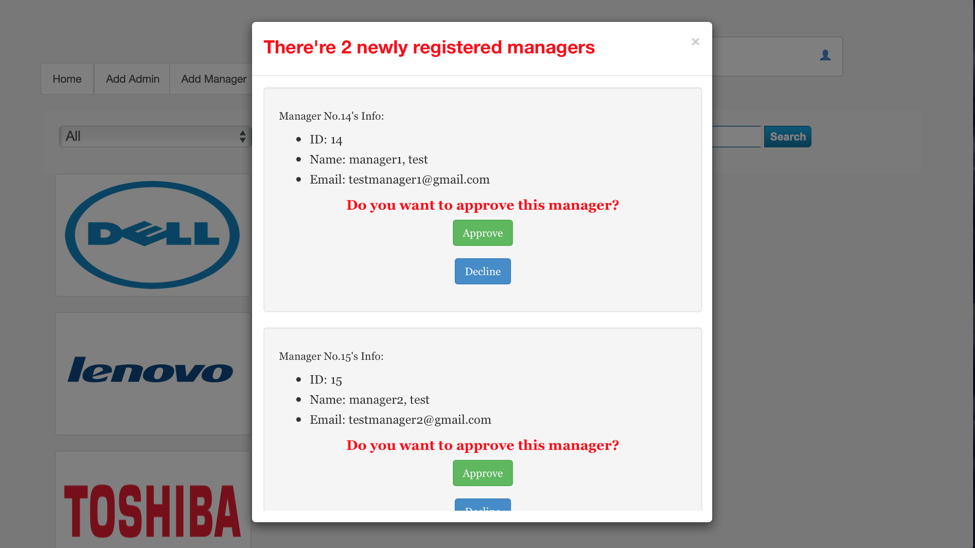 There're 2 newly registered managers
×
Home
Add Admin
Add Manager
All
Search
DELL
lenovo
TOSHIBA
Manager No.14's Info:
ID: 14
Name: manager1, test
Email: testmanager1@gmail.com
Do you want to approve this manager?
Approve
Decline
Manager No.15's Info:
ID: 15
Name: manager2, test
Email: testmanager2@gmail.com
Do you want to approve this manager?
Approve
Decline